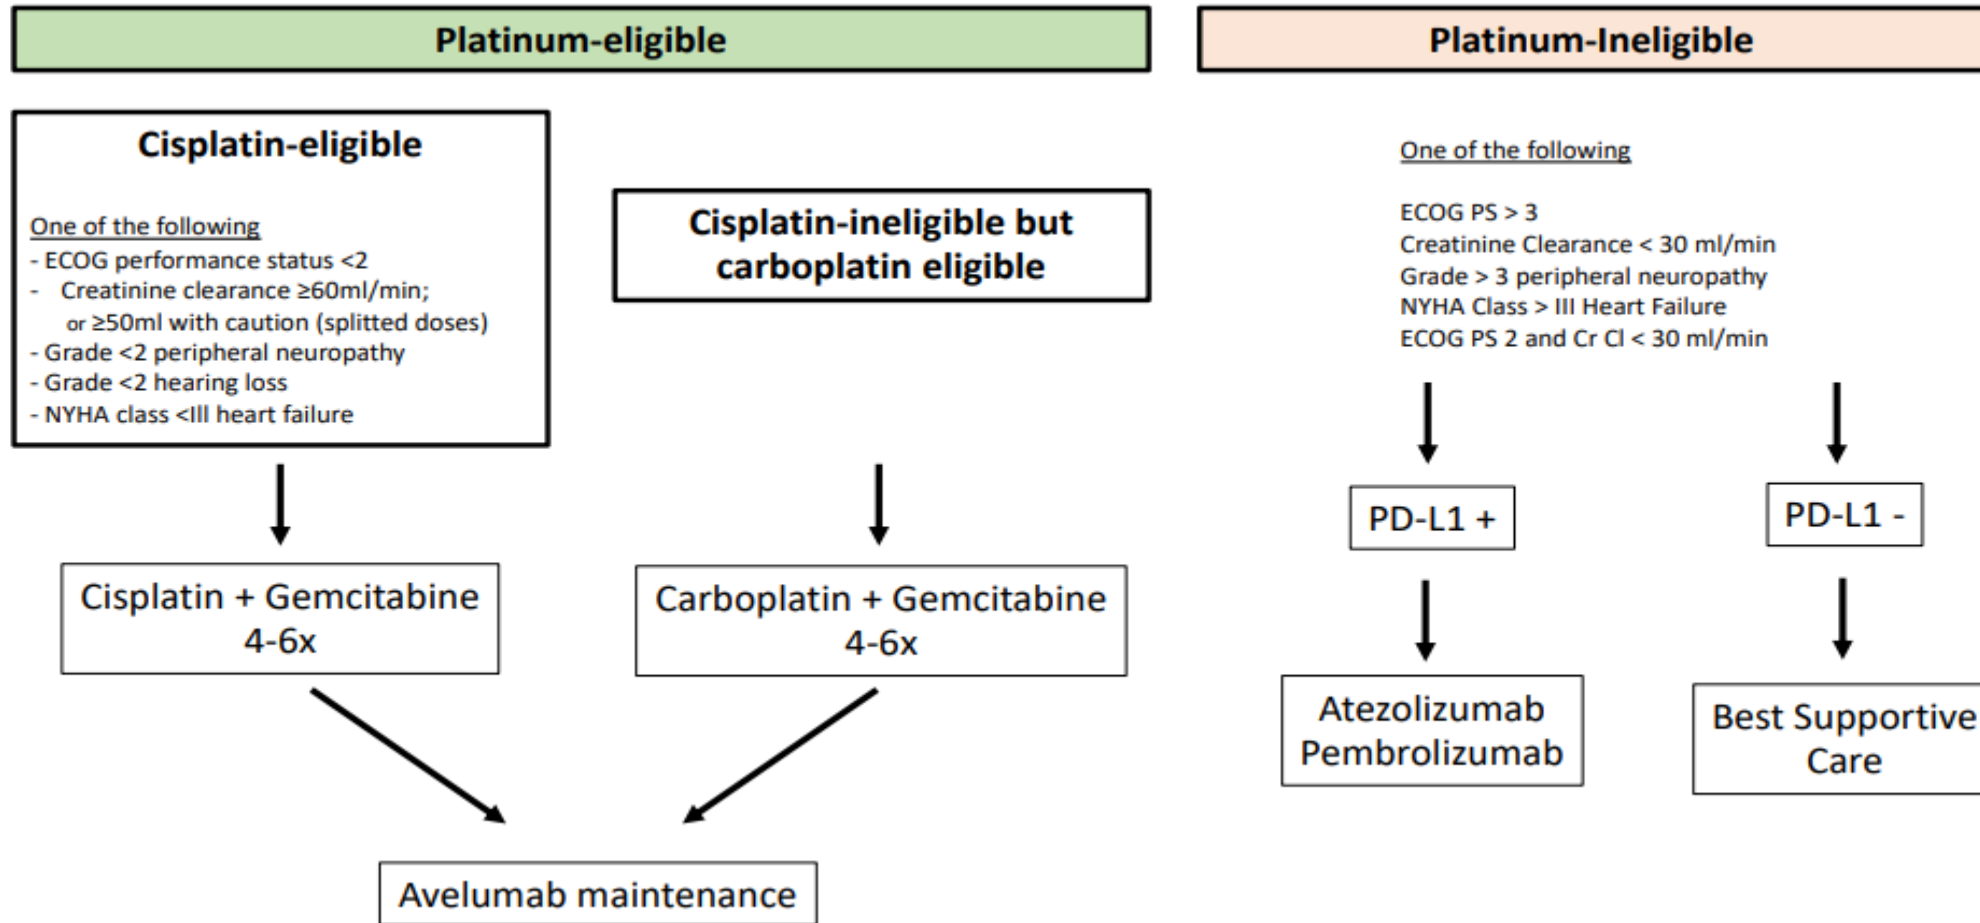 Platinum-eligible
Platinum-Ineligible
Cisplatin-eligible
One of the following
- ECOG performance status <2
- Creatinine clearance ≥60ml/min;
or ≥50ml with caution (splitted doses)
- Grade <2 peripheral neuropathy
- Grade <2 hearing loss
- NYHA class <Ill heart failure
Cisplatin-ineligible but
carboplatin eligible
One of the following
ECOG PS > 3
Creatinine Clearance < 30 ml/min
Grade > 3 peripheral neuropathy
NYHA Class > III Heart Failure
ECOG PS 2 and Cr Cl < 30 ml/min
Cisplatin + Gemcitabine
4-6x
Carboplatin + Gemcitabine
4-6x
Avelumab maintenance
PD-L1 +
PD-L1 -
Atezolizumab
Pembrolizumab
Best Supportive
Care